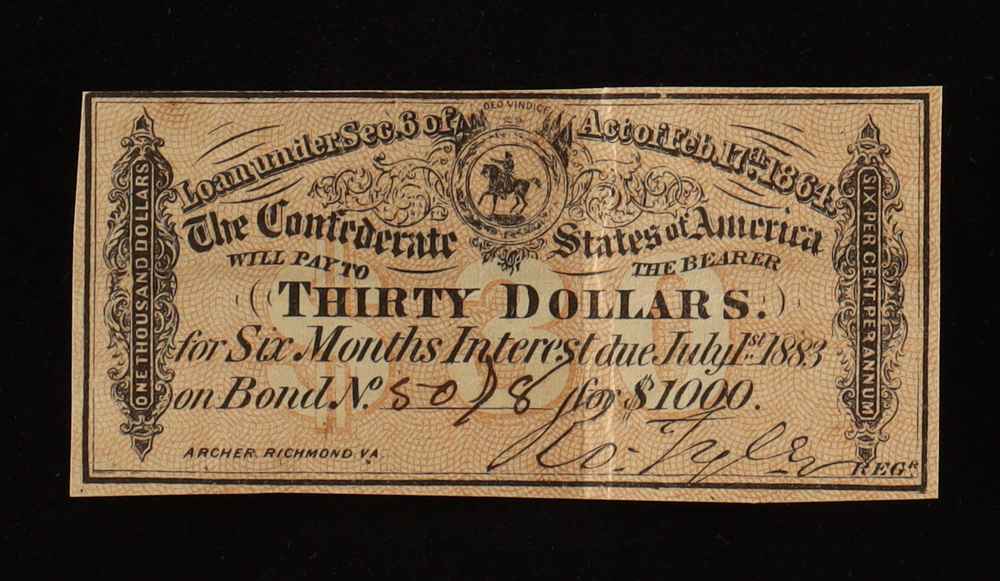 DEO VINDICE
Loan under Sec. 6 of Act of Feb. 17th 1864.
The Confederate States of America
WILL PAY TO THE BEARER
$30
THIRTY DOLLARS.
for Six Months Interest due July 1st 1883
on Bond No. 5018 for $1000.
Ro: Tyler
ARCHER, RICHMOND, VA. REGR
ONE THOUSAND DOLLARS
SIX PER CENT. PER ANNUM